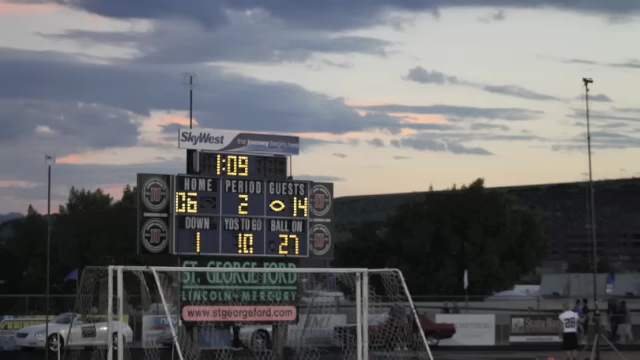 SkyWest
1:09
HOME PERIOD GUESTS
06 2 14
DOWN YDS TO GO BALL ON
1 10 27
ST. GEORGE FORD
LINCOLN - MERCURY
www.stgeorgeford.com
28